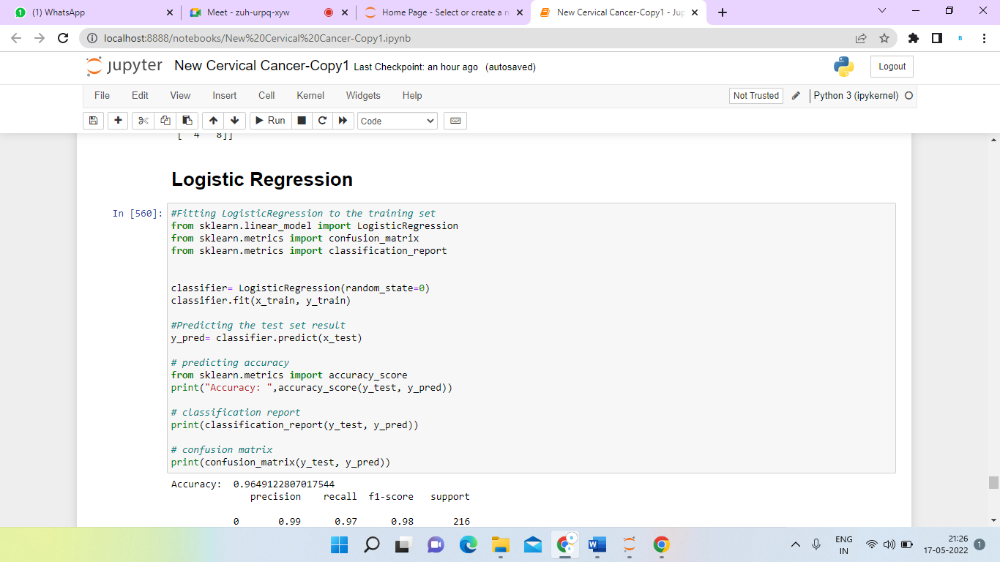 (1) WhatsApp
Meet - zuh-urpq-xyw
Home Page - Select or create a n
New Cervical Cancer-Copy1 - Jup
localhost:8888/notebooks/New%20Cervical%20Cancer-Copy1.ipynb
B
jupyter New Cervical Cancer-Copy1 Last Checkpoint: an hour ago (autosaved)
Logout
File Edit View Insert Cell Kernel Widgets Help
Not Trusted
Python 3 (ipykernel)
Run
Code
[ 4 8]]
Logistic Regression
In [560]:
#Fitting LogisticRegression to the training set
from sklearn.linear_model import LogisticRegression
from sklearn.metrics import confusion_matrix
from sklearn.metrics import classification_report
classifier= LogisticRegression(random_state=0)
classifier.fit(x_train, y_train)
#Predicting the test set result
y_pred= classifier.predict(x_test)
# predicting accuracy
from sklearn.metrics import accuracy_score
print("Accuracy: ",accuracy_score(y_test, y_pred))
# classification report
print(classification_report(y_test, y_pred))
# confusion matrix
print(confusion_matrix(y_test, y_pred))
Accuracy:  0.9649122807017544
precision recall f1-score support
0 0.99 0.97 0.98 216
ENG
IN
21:26
17-05-2022
1